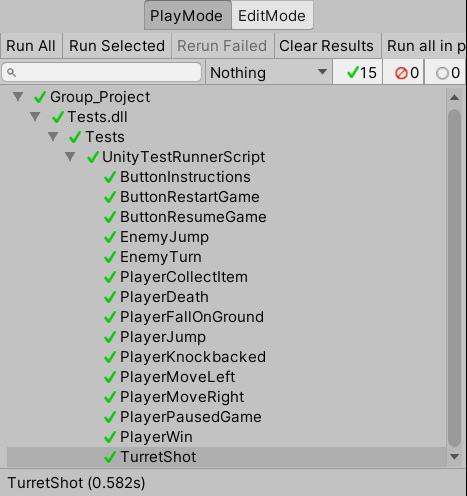 PlayMode EditMode
Run All Run Selected Rerun Failed Clear Results Run all in p
Nothing 15 0 0
Group_Project
Tests.dll
Tests
UnityTestRunnerScript
ButtonInstructions
ButtonRestartGame
ButtonResumeGame
EnemyJump
EnemyTurn
PlayerCollectItem
PlayerDeath
PlayerFallOnGround
PlayerJump
PlayerKnockbacked
PlayerMoveLeft
PlayerMoveRight
PlayerPausedGame
PlayerWin
TurretShot
TurretShot (0.582s)